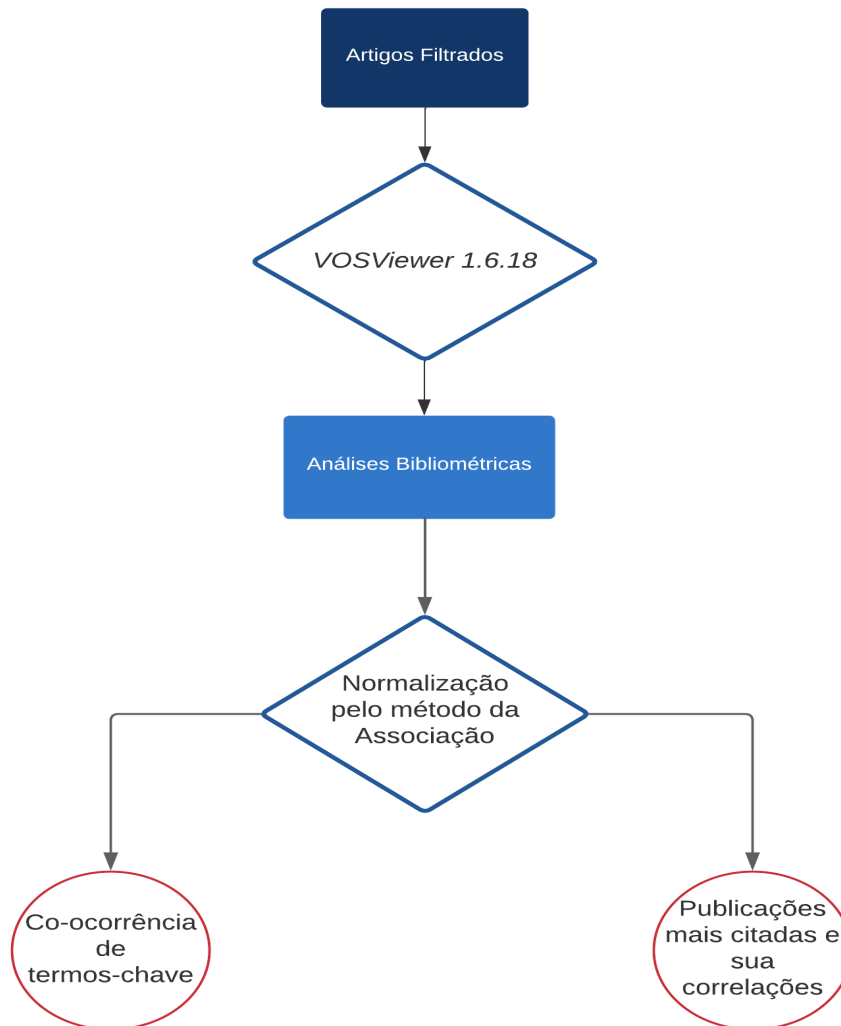 Artigos Filtrados
VOSViewer 1.6.18
Análises Bibliométricas
Normalização
pelo método da
Associação
Co-ocorrência
de
termos-chave
Publicações
mais citadas e
sua
correlações